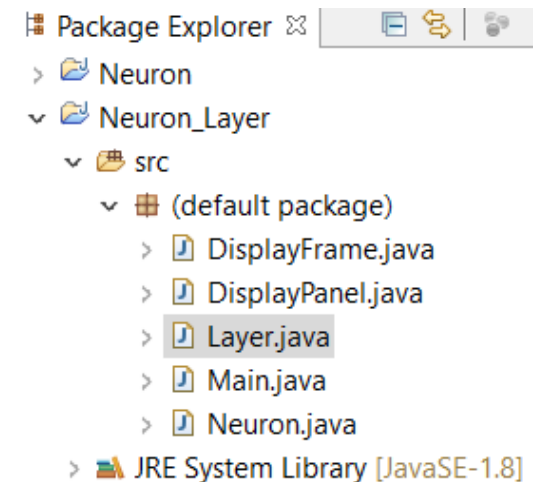 Package Explorer
Neuron
Neuron_Layer
src
(default package)
DisplayFrame.java
DisplayPanel.java
Layer.java
Main.java
Neuron.java
JRE System Library [JavaSE-1.8]